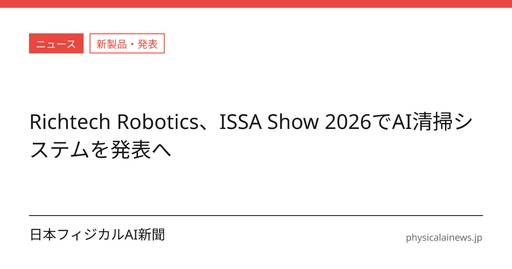 ニュース
新製品・発表
Richtech Robotics、ISSA Show 2026でAI清掃シ
ステムを発表へ
日本フィジカルAI新聞
physicalainews.jp